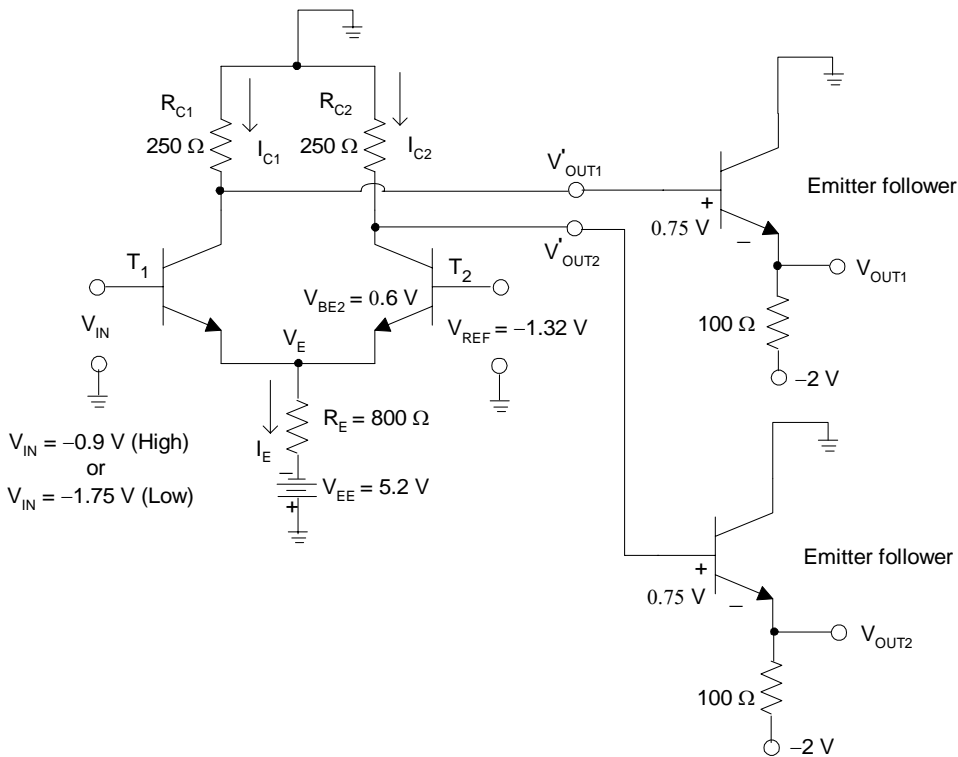 R_C1
250 Ω
I_C1
R_C2
250 Ω
I_C2
V'_OUT1
V'_OUT2
+
0.75 V
−
Emitter follower
V_OUT1
100 Ω
−2 V
T_1
T_2
V_BE2 = 0.6 V
V_IN
V_E
V_REF = −1.32 V
I_E
R_E = 800 Ω
−
+
V_EE = 5.2 V
V_IN = −0.9 V (High)
or
V_IN = −1.75 V (Low)
+
0.75 V
−
Emitter follower
V_OUT2
100 Ω
−2 V